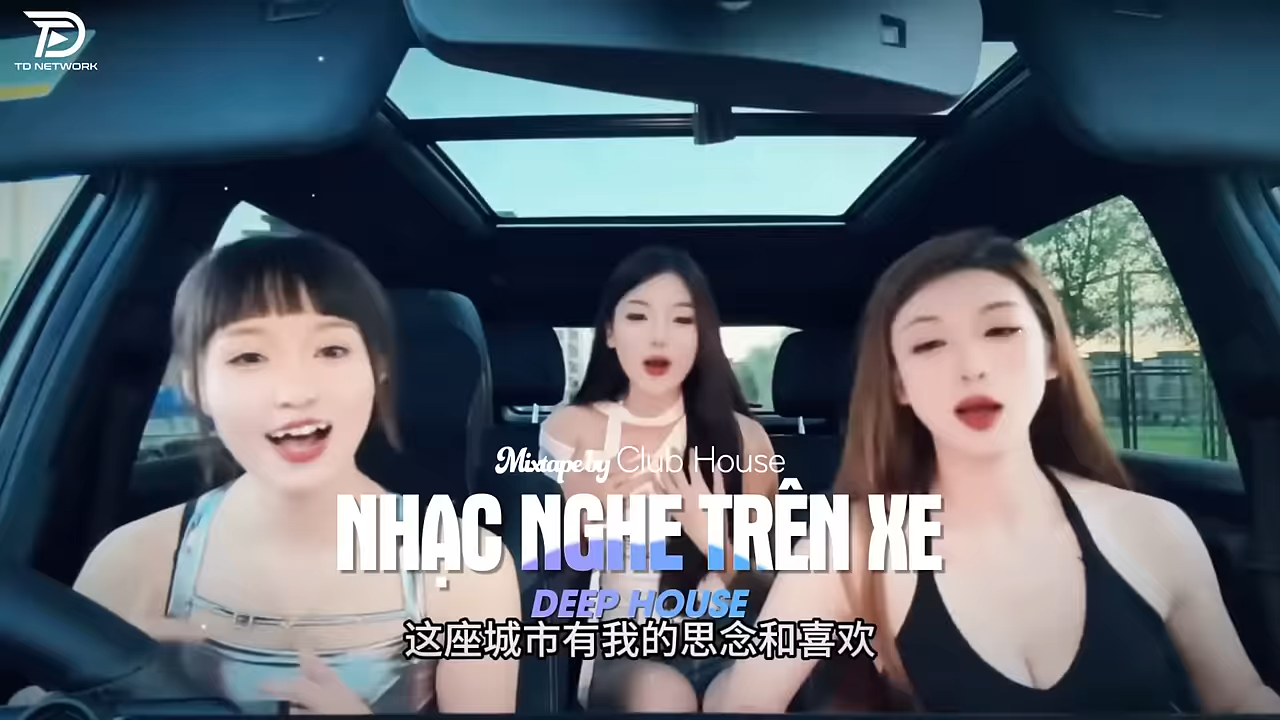 TD NETWORK
Mixtape by Club House
NHẠC NGHE TRÊN XE
DEEP HOUSE
这座城市有我的思念和喜欢